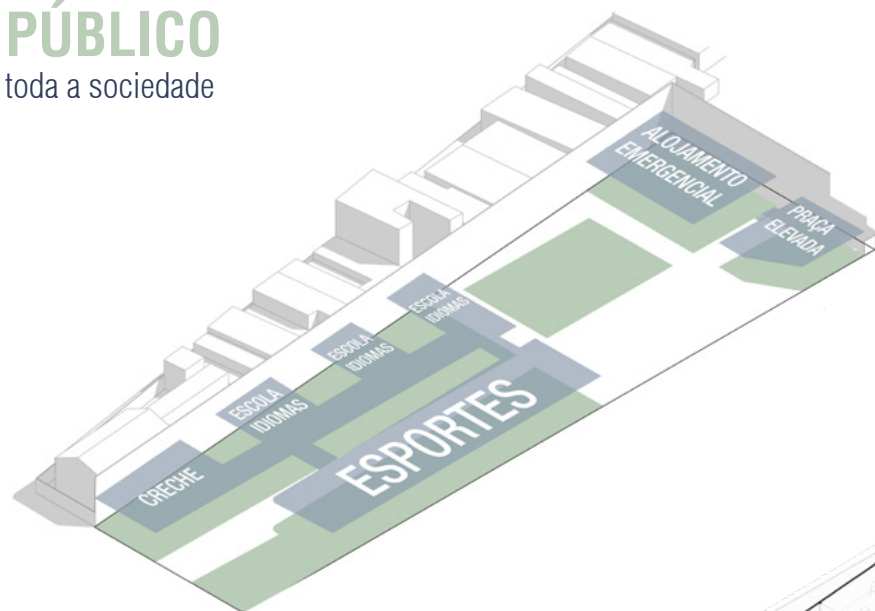 PÚBLICO
toda a sociedade
ALOJAMENTO
EMERGENCIAL
PRAÇA
ELEVADA
ESCOLA
IDIOMAS
ESCOLA
IDIOMAS
ESCOLA
IDIOMAS
CRECHE
ESPORTES